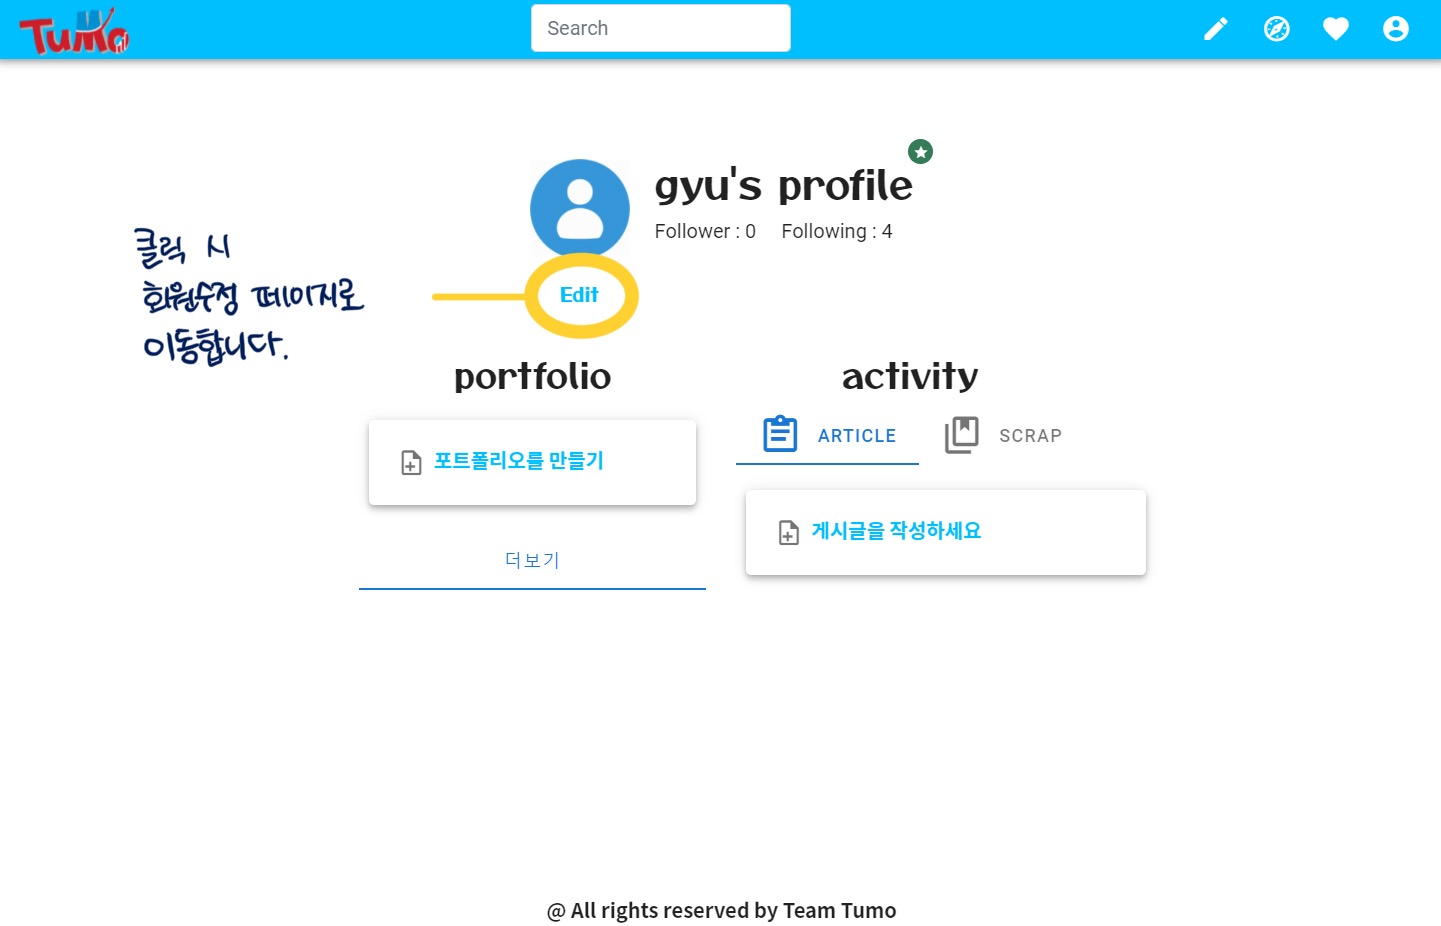 Tumo
Search
gyu's profile
Follower : 0 Following : 4
클릭 시
회원수정 페이지로
이동합니다.
Edit
portfolio
activity
ARTICLE
SCRAP
포트폴리오를 만들기
게시글을 작성하세요
더보기
@ All rights reserved by Team Tumo